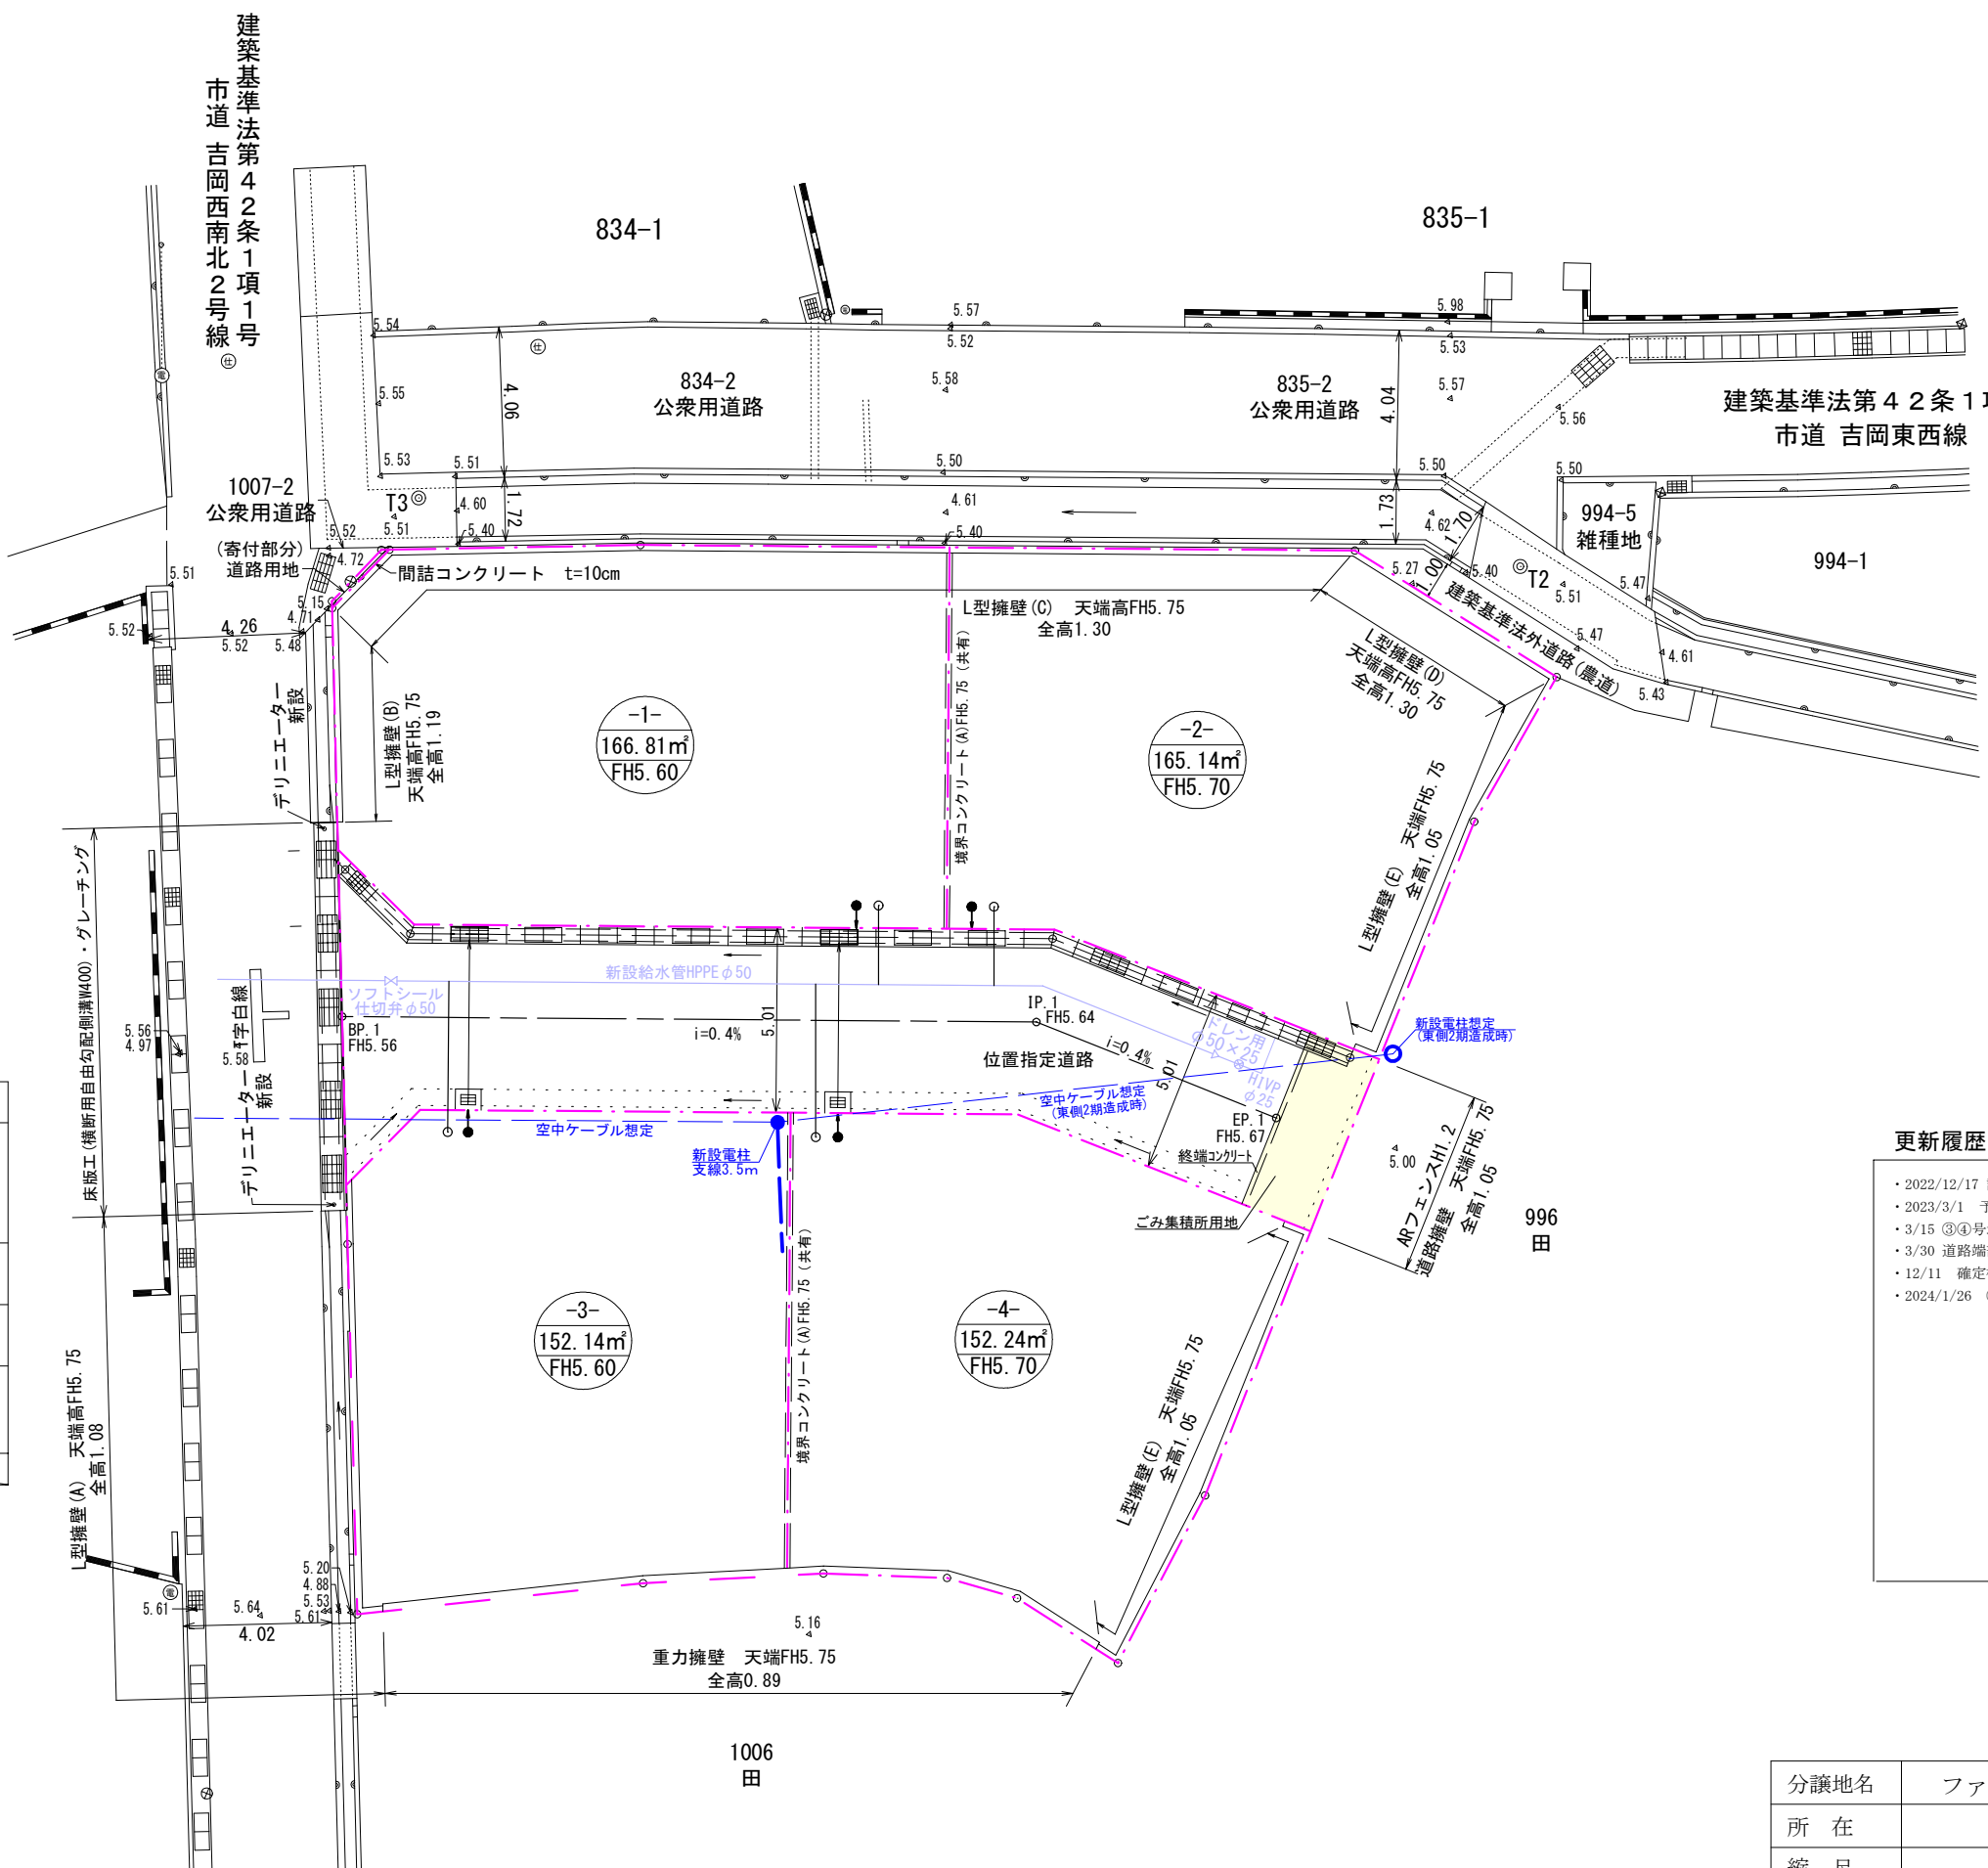 建築基準法第４２条１項１号
市道 吉岡西南北２号線
834-1
835-1
5.54
5.57
5.52
5.98
5.53
5.55
4.06
834-2
公衆用道路
5.58
835-2
公衆用道路
4.04
5.57
5.56
建築基準法第４２条１項
市道 吉岡東西線
5.53
5.51
5.50
5.50
5.50
1007-2
公衆用道路
T3
4.60
1.72
4.61
1.73
4.62
1.70
994-5
雑種地
994-1
5.52
5.51
5.40
5.40
(寄付部分)
道路用地
4.72
間詰コンクリート t=10cm
5.27
1.00
5.40
T2
5.51
5.47
5.51
5.15
4.71
建築基準法外道路(農道)
5.47
4.61
5.43
5.52
4.26
5.52
5.48
L型擁壁(C) 天端高FH5.75
全高1.30
L型擁壁(D)
天端高FH5.75
全高1.30
デリニエーター
新設
L型擁壁(B)
天端高FH5.75
全高1.19
境界コンクリート(A)FH5.75 (共有)
-1-
166.81㎡
FH5.60
-2-
165.14㎡
FH5.70
L型擁壁(E) 天端FH5.75
全高1.05
床版工(横断用自由勾配側溝W400)・グレーチング
新設給水管HPPEφ50
ソフトシール
仕切弁φ50
T字白線
5.56
4.97
5.58
BP.1
FH5.56
i=0.4%
5.01
IP.1
FH5.64
位置指定道路
i=0.4%
5.01
ドレン用
φ50×25
HIVP
φ25
新設電柱想定
(東側2期造成時)
デリニエーター
新設
空中ケーブル想定
空中ケーブル想定
(東側2期造成時)
新設電柱
支線3.5m
EP.1
FH5.67
終端コンクリート
ごみ集積所用地
5.00
ARフェンスH1.2
道路擁壁 天端FH5.75
全高1.05
996
田
更新履歴
・2022/12/17
・2023/3/1
・3/15 ③④号
・3/30 道路端
・12/11 確定
・2024/1/26
-3-
152.14㎡
FH5.60
境界コンクリート(A)FH5.75 (共有)
-4-
152.24㎡
FH5.70
L型擁壁(E) 天端FH5.75
全高1.05
L型擁壁(A) 天端高FH5.75
全高1.08
5.20
4.88
5.53
5.61
5.61
5.64
4.02
5.16
重力擁壁 天端FH5.75
全高0.89
1006
田
分譲地名
ファ
所 在
縮 尺